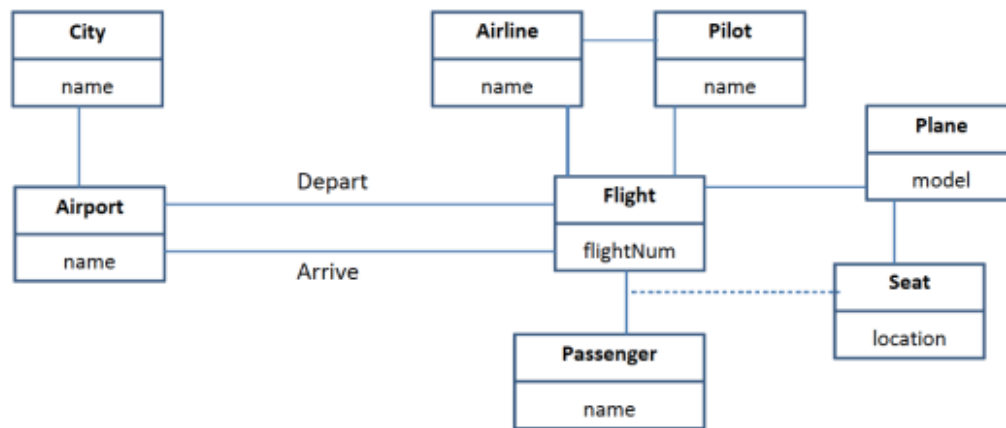 City
name
Airline
name
Pilot
name
Plane
model
Airport
name
Depart
Arrive
Flight
flightNum
Seat
location
Passenger
name